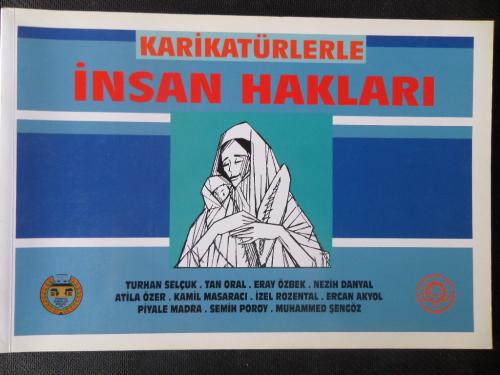 KARİKATÜRLERLE
İNSAN HAKLARI
TURHAN SELÇUK . TAN ORAL . ERAY ÖZBEK . NEZİH DANYAL
ATİLA ÖZER . KAMİL MASARACI . İZEL ROZENTAL . ERCAN AKYOL
PİYALE MADRA . SEMİH POROY . MUHAMMED ŞENGÖZ